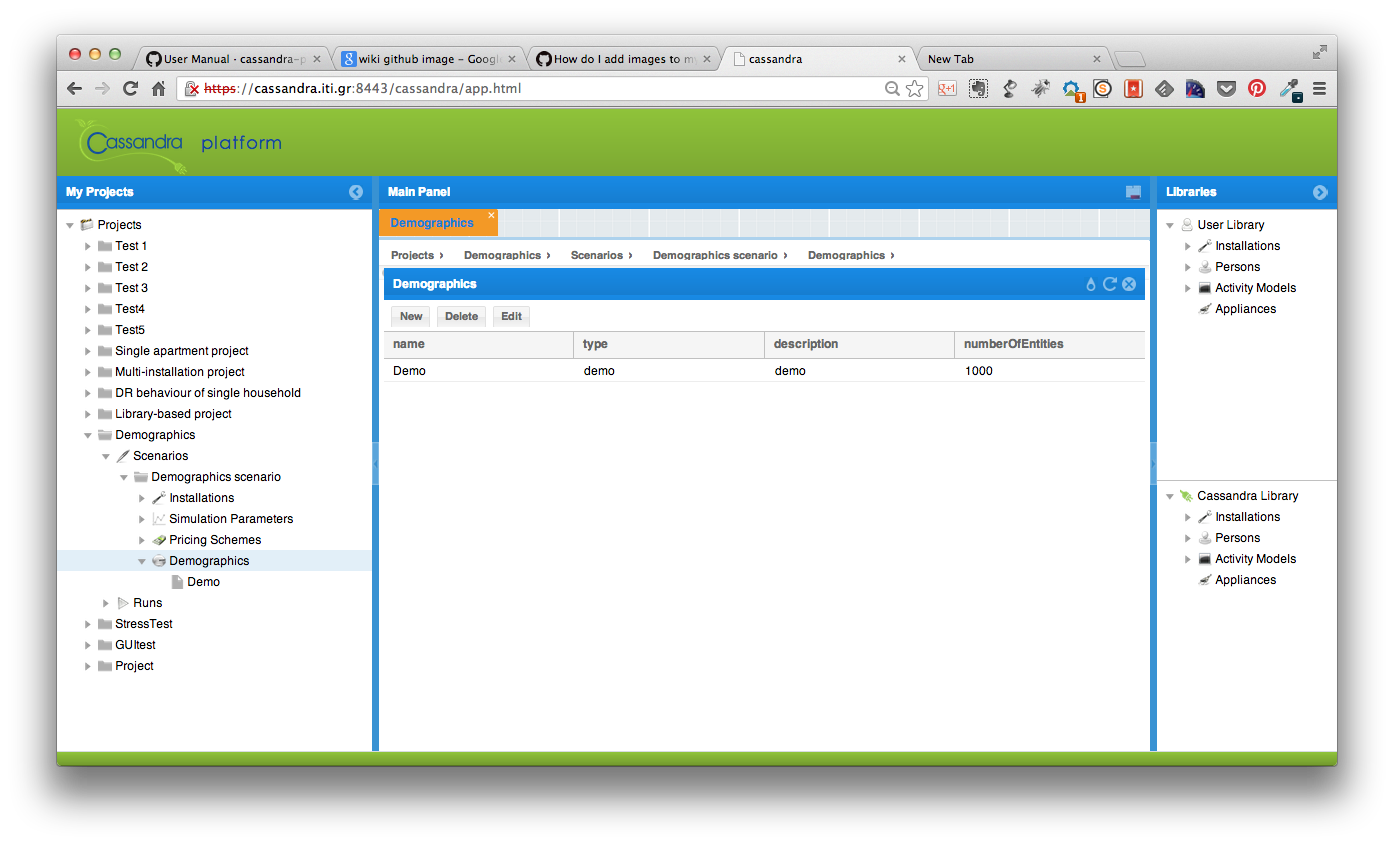 User Manual · cassandra-p
wiki github image – Googl
How do I add images to my
cassandra
New Tab
https://cassandra.iti.gr:8443/cassandra/app.html
g+1
1
S
Cassandra platform
My Projects
Projects
Test 1
Test 2
Test 3
Test4
Test5
Single apartment project
Multi-installation project
DR behaviour of single household
Library-based project
Demographics
Scenarios
Demographics scenario
Installations
Simulation Parameters
Pricing Schemes
Demographics
Demo
Runs
StressTest
GUItest
Project
Main Panel
Demographics
Projects › Demographics › Scenarios › Demographics scenario › Demographics ›
Demographics
New Delete Edit
name type description numberOfEntities
Demo demo demo 1000
Libraries
User Library
Installations
Persons
Activity Models
Appliances
Cassandra Library
Installations
Persons
Activity Models
Appliances